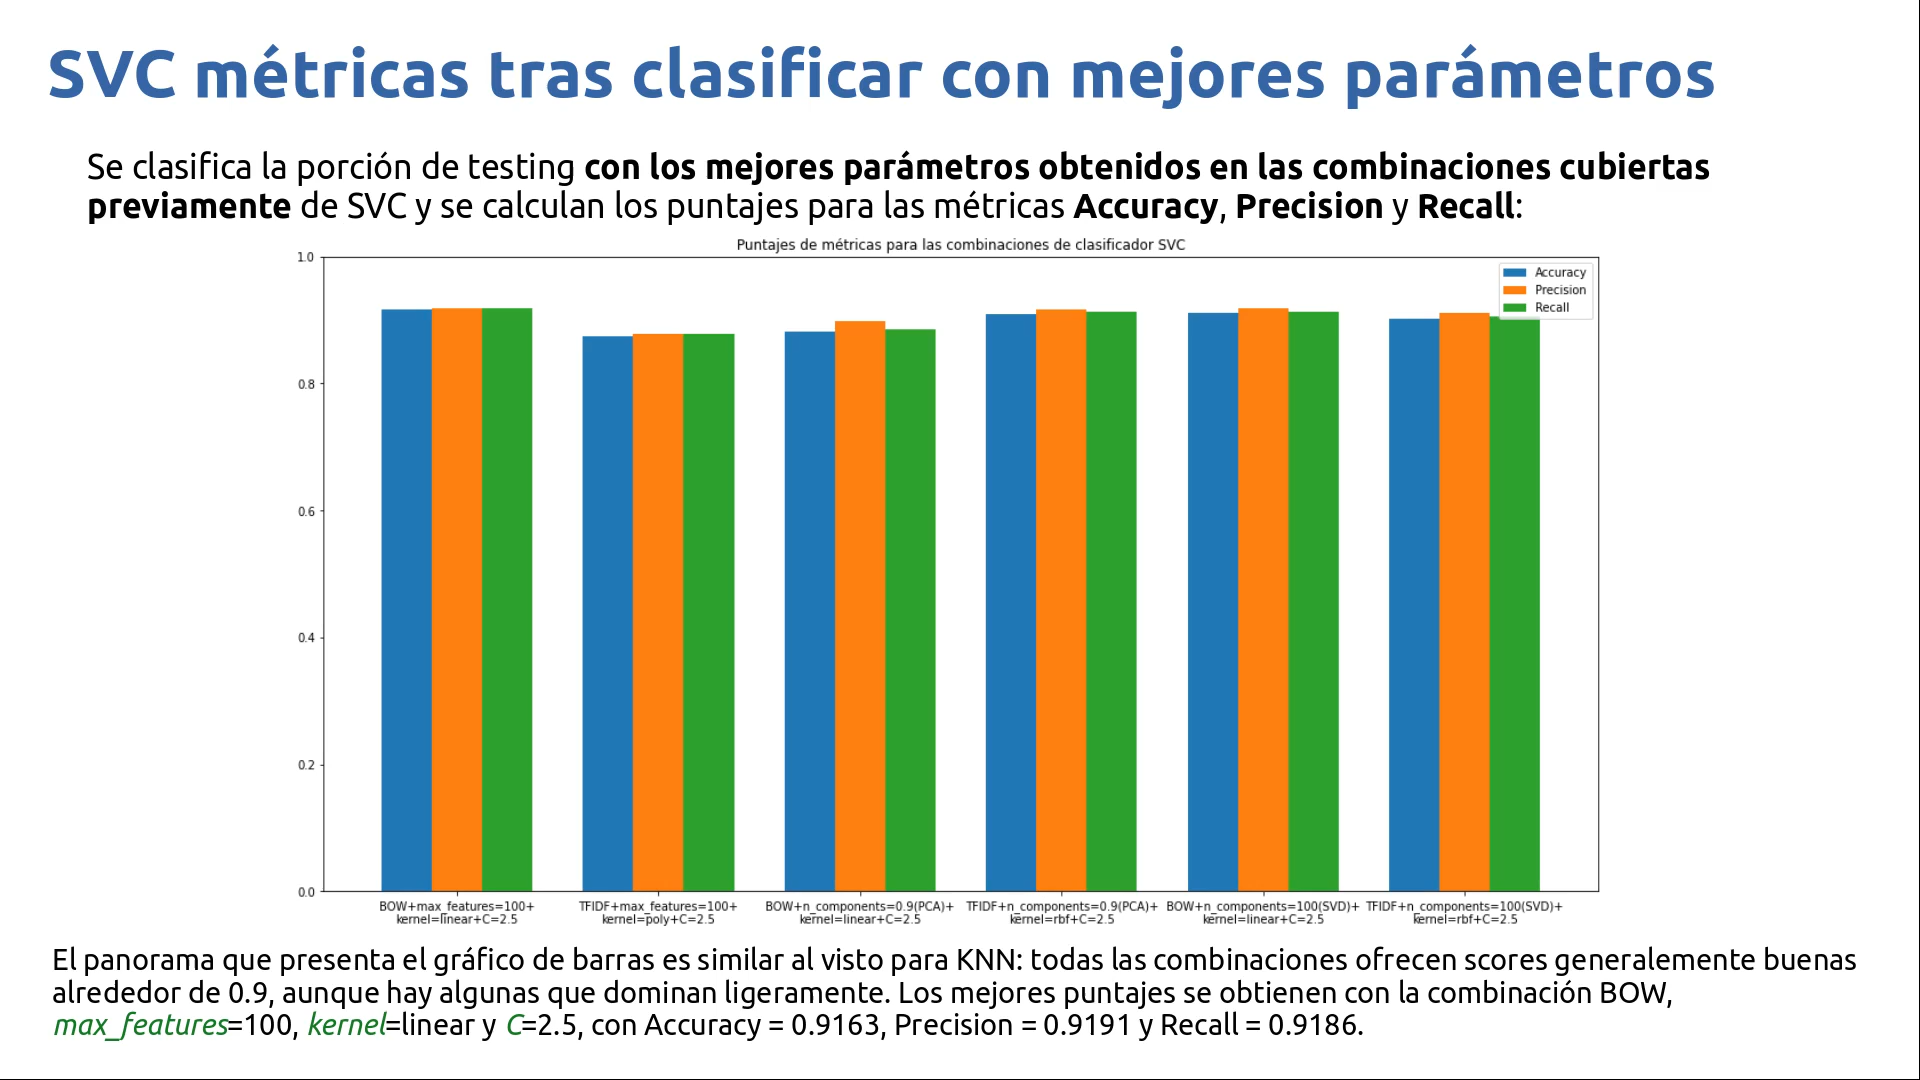 SVC métricas tras clasificar con mejores parámetros
Se clasifica la porción de testing con los mejores parámetros obtenidos en las combinaciones cubiertas
previamente de SVC y se calculan los puntajes para las métricas Accuracy, Precision y Recall:
Puntajes de métricas para las combinaciones de clasificador SVC
1.0
0.8
0.6
0.4
0.2
0.0
Accuracy
Precision
Recall
BOW+max_features=100+
kernel=linear+C=2.5
TFIDF+max_features=100+
kernel=poly+C=2.5
BOW+n_components=0.9(PCA)+
kernel=linear+C=2.5
TFIDF+n_components=0.9(PCA)+
kernel=rbf+C=2.5
BOW+n_components=100(SVD)+
kernel=linear+C=2.5
TFIDF+n_components=100(SVD)+
kernel=rbf+C=2.5
El panorama que presenta el gráfico de barras es similar al visto para KNN: todas las combinaciones ofrecen scores generalemente buenas
alrededor de 0.9, aunque hay algunas que dominan ligeramente. Los mejores puntajes se obtienen con la combinación BOW,
max_features=100, kernel=linear y C=2.5, con Accuracy = 0.9163, Precision = 0.9191 y Recall = 0.9186.